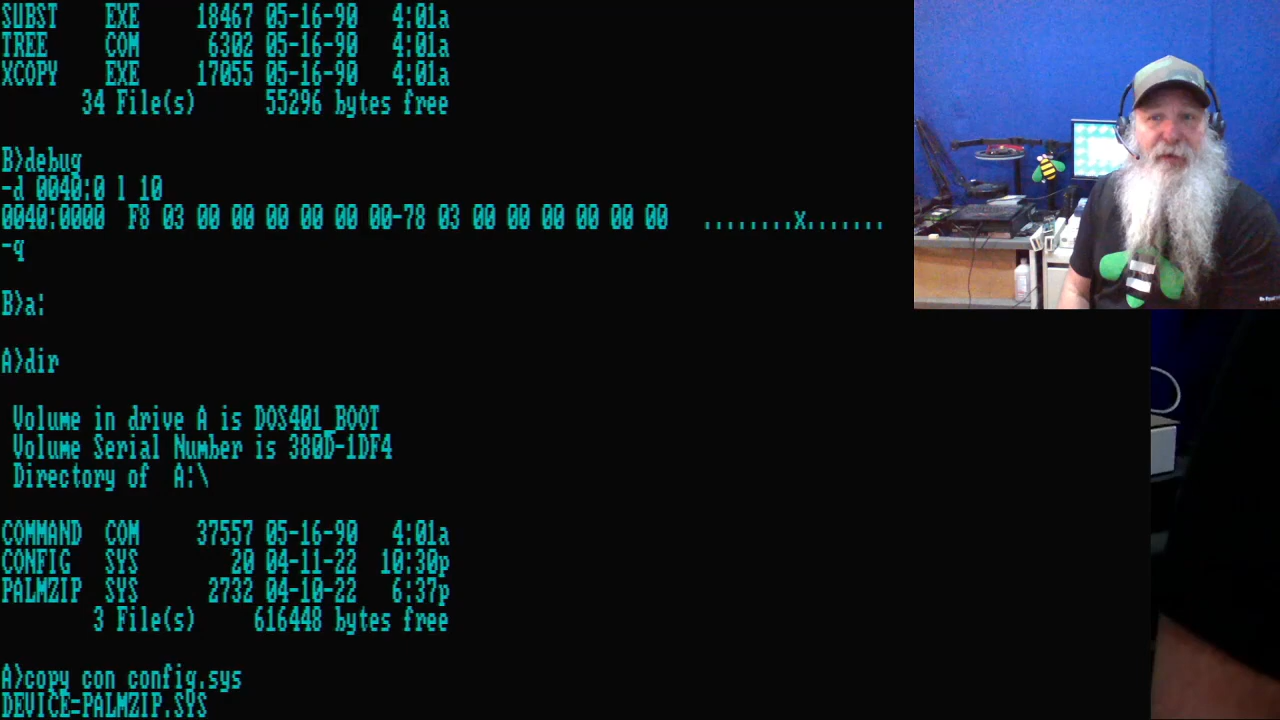 SUBST    EXE     18467 05-16-90   4:01a
TREE     COM      6302 05-16-90   4:01a
XCOPY    EXE     17055 05-16-90   4:01a
       34 File(s)      55296 bytes free
B>debug
-d 0040:0 l 10
0040:0000  F8 03 00 00 00 00 00 00-78 03 00 00 00 00 00 00   ........x.......
-q
B>a:
A>dir
 Volume in drive A is DOS401_BOOT
 Volume Serial Number is 380D-1DF4
 Directory of  A:\
COMMAND  COM     37557 05-16-90   4:01a
CONFIG   SYS        20 04-11-22  10:30p
PALMZIP  SYS      2732 04-10-22   6:37p
        3 File(s)     616448 bytes free
A>copy con config.sys
DEVICE=PALMZIP.SYS